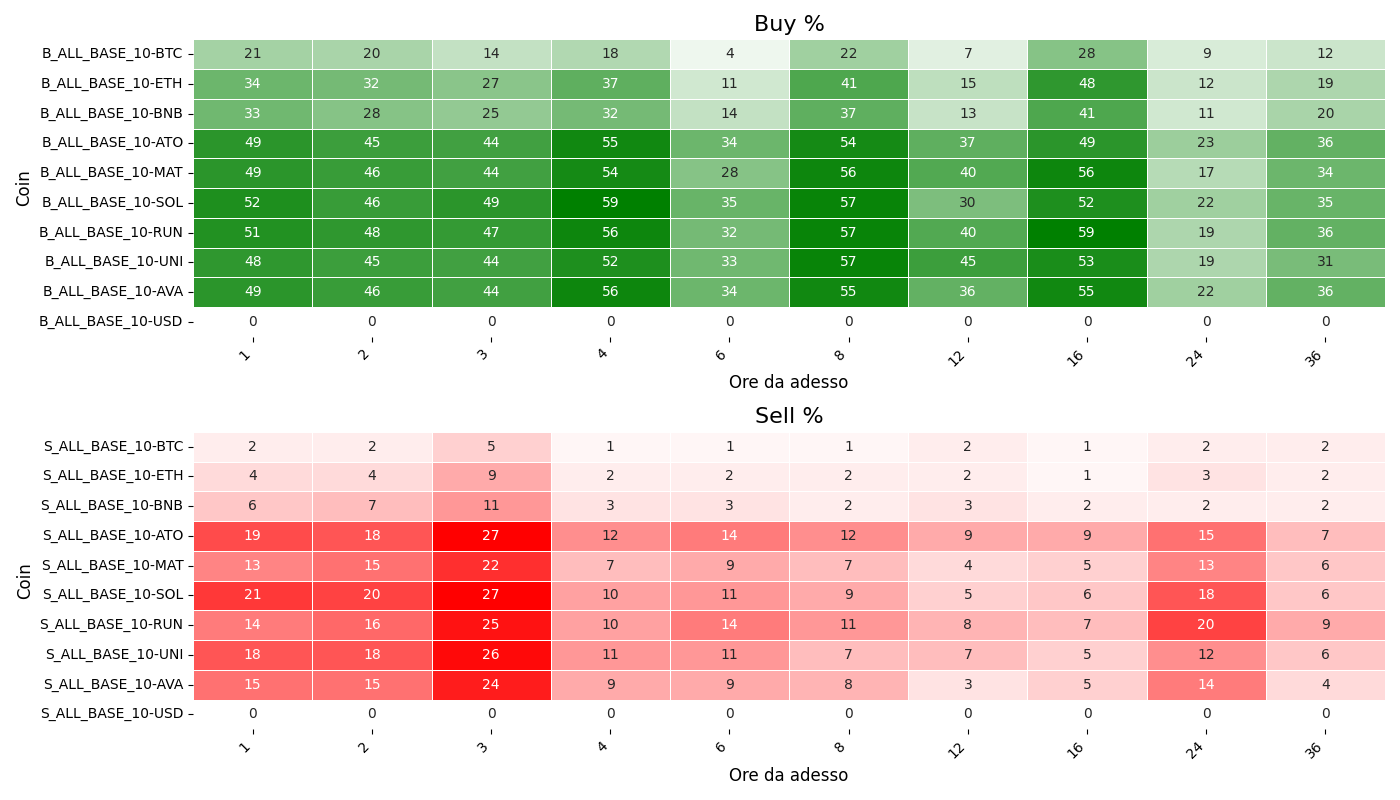 Buy %
Coin
B_ALL_BASE_10-BTC 21 20 14 18 4 22 7 28 9 12
B_ALL_BASE_10-ETH 34 32 27 37 11 41 15 48 12 19
B_ALL_BASE_10-BNB 33 28 25 32 14 37 13 41 11 20
B_ALL_BASE_10-ATO 49 45 44 55 34 54 37 49 23 36
B_ALL_BASE_10-MAT 49 46 44 54 28 56 40 56 17 34
B_ALL_BASE_10-SOL 52 46 49 59 35 57 30 52 22 35
B_ALL_BASE_10-RUN 51 48 47 56 32 57 40 59 19 36
B_ALL_BASE_10-UNI 48 45 44 52 33 57 45 53 19 31
B_ALL_BASE_10-AVA 49 46 44 56 34 55 36 55 22 36
B_ALL_BASE_10-USD 0 0 0 0 0 0 0 0 0 0
1 2 3 4 6 8 12 16 24 36
Ore da adesso
Sell %
Coin
S_ALL_BASE_10-BTC 2 2 5 1 1 1 2 1 2 2
S_ALL_BASE_10-ETH 4 4 9 2 2 2 2 1 3 2
S_ALL_BASE_10-BNB 6 7 11 3 3 2 3 2 2 2
S_ALL_BASE_10-ATO 19 18 27 12 14 12 9 9 15 7
S_ALL_BASE_10-MAT 13 15 22 7 9 7 4 5 13 6
S_ALL_BASE_10-SOL 21 20 27 10 11 9 5 6 18 6
S_ALL_BASE_10-RUN 14 16 25 10 14 11 8 7 20 9
S_ALL_BASE_10-UNI 18 18 26 11 11 7 7 5 12 6
S_ALL_BASE_10-AVA 15 15 24 9 9 8 3 5 14 4
S_ALL_BASE_10-USD 0 0 0 0 0 0 0 0 0 0
1 2 3 4 6 8 12 16 24 36
Ore da adesso